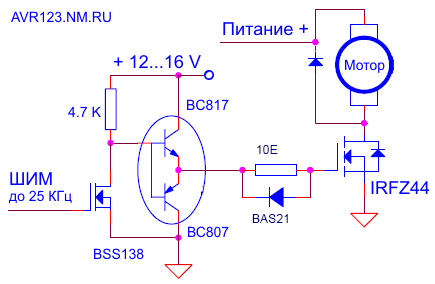 AVR123.NM.RU
Питание +
+ 12...16 V
Мотор
4.7 K
BC817
10E
ШИМ
до 25 КГц
IRFZ44
BAS21
BSS138
BC807